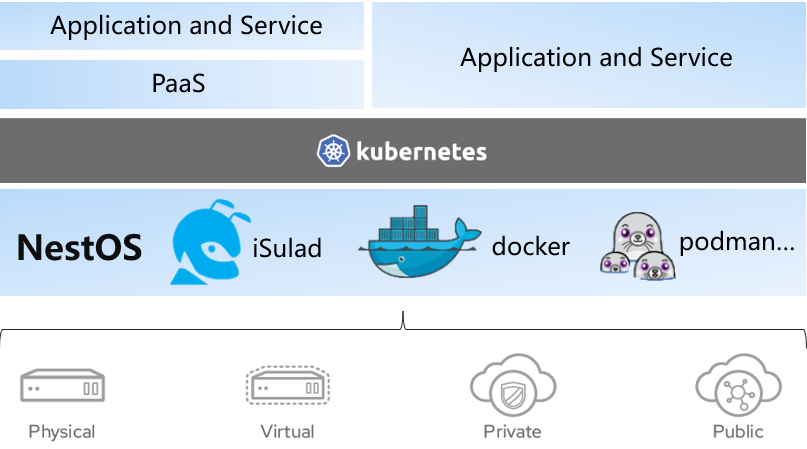 Application and Service
PaaS
Application and Service
kubernetes
NestOS
iSulad
docker
podman...
Physical
Virtual
Private
Public